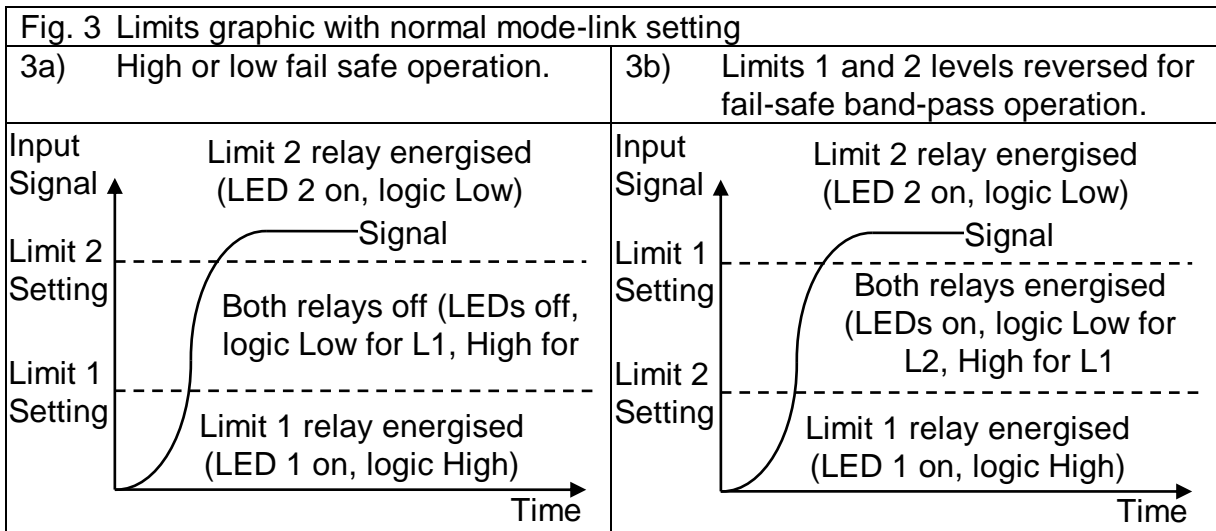 Fig. 3 Limits graphic with normal mode-link setting
3a) High or low fail safe operation.
3b) Limits 1 and 2 levels reversed for
fail-safe band-pass operation.
Input
Signal
Limit 2 relay energised
(LED 2 on, logic Low)
Signal
Limit 2
Setting
Both relays off (LEDs off,
logic Low for L1, High for
Limit 1
Setting
Limit 1 relay energised
(LED 1 on, logic High)
Time
Input
Signal
Limit 2 relay energised
(LED 2 on, logic Low)
Signal
Limit 1
Setting
Both relays energised
(LEDs on, logic Low for
L2, High for L1
Limit 2
Setting
Limit 1 relay energised
(LED 1 on, logic High)
Time